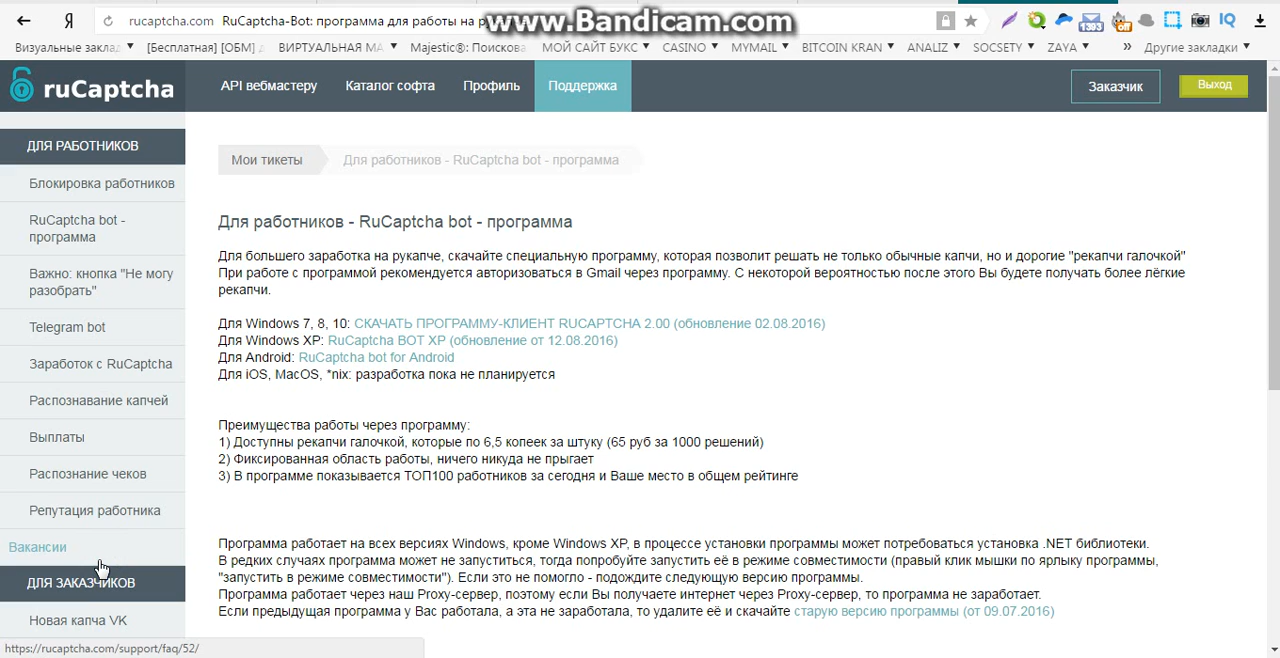 rucaptcha.com RuCaptcha-Bot: программа для работы на
www.Bandicam.com
Визуальные заклад
[Бесплатная] [ОБМ]
ВИРТУАЛЬНАЯ МА
Majestic®: Поискова
МОЙ САЙТ БУКС
CASINO
MYMAIL
BITCOIN KRAN
ANALIZ
SOCSETY
ZAYA
» Другие закладки
1393
off
IQ
Я
ruCaptcha
API вебмастеру
Каталог софта
Профиль
Поддержка
Заказчик
Выход
ДЛЯ РАБОТНИКОВ
Блокировка работников
RuCaptcha bot -
программа
Важно: кнопка "Не могу
разобрать"
Telegram bot
Заработок с RuCaptcha
Распознавание капчей
Выплаты
Распознание чеков
Репутация работника
Вакансии
ДЛЯ ЗАКАЗЧИКОВ
Новая капча VK
https://rucaptcha.com/support/faq/52/
Мои тикеты
Для работников - RuCaptcha bot - программа
Для работников - RuCaptcha bot - программа
Для большего заработка на рукапче, скачайте специальную программу, которая позволит решать не только обычные капчи, но и дорогие "рекапчи галочкой"
При работе с программой рекомендуется авторизоваться в Gmail через программу. С некоторой вероятностью после этого Вы будете получать более лёгкие
рекапчи.
Для Windows 7, 8, 10: СКАЧАТЬ ПРОГРАММУ-КЛИЕНТ RUCAPTCHA 2.00 (обновление 02.08.2016)
Для Windows XP: RuCaptcha BOT XP (обновление от 12.08.2016)
Для Android: RuCaptcha bot for Android
Для iOS, MacOS, *nix: разработка пока не планируется
Преимущества работы через программу:
1) Доступны рекапчи галочкой, которые по 6,5 копеек за штуку (65 руб за 1000 решений)
2) Фиксированная область работы, ничего никуда не прыгает
3) В программе показывается ТОП100 работников за сегодня и Ваше место в общем рейтинге
Программа работает на всех версиях Windows, кроме Windows XP, в процессе установки программы может потребоваться установка .NET библиотеки.
В редких случаях программа может не запуститься, тогда попробуйте запустить её в режиме совместимости (правый клик мышки по ярлыку программы,
"запустить в режиме совместимости"). Если это не помогло - подождите следующую версию программы.
Программа работает через наш Proxy-сервер, поэтому если Вы получаете интернет через Proxy-сервер, то программа не заработает.
Если предыдущая программа у Вас работала, а эта не заработала, то удалите её и скачайте старую версию программы (от 09.07.2016)